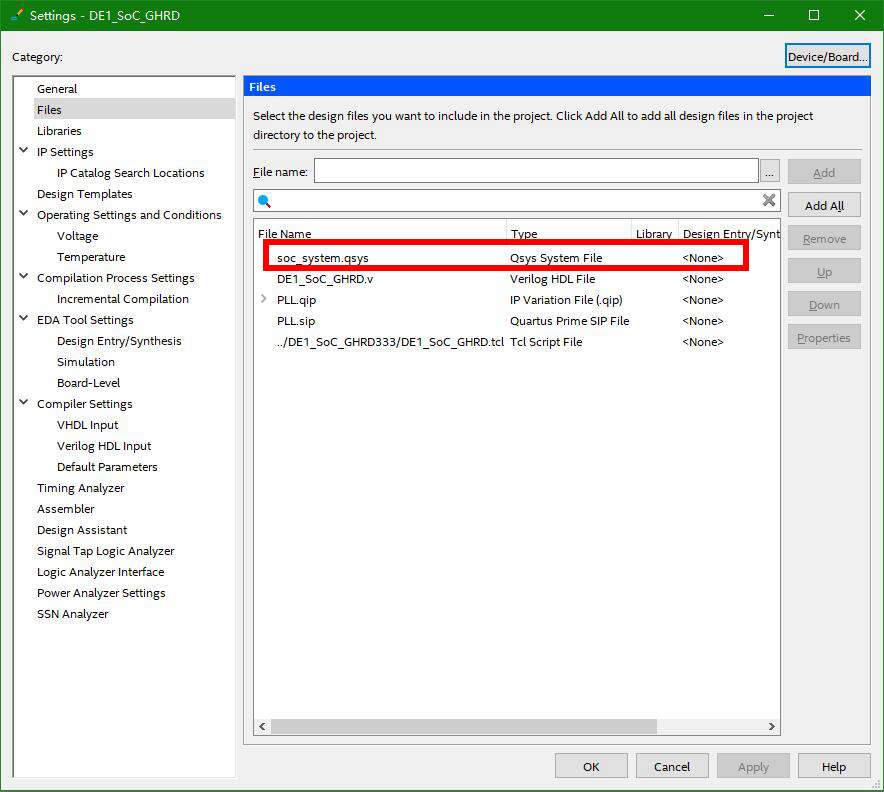 Settings - DE1_SoC_GHRD
Category:
Device/Board...
General
Files
Libraries
IP Settings
IP Catalog Search Locations
Design Templates
Operating Settings and Conditions
Voltage
Temperature
Compilation Process Settings
Incremental Compilation
EDA Tool Settings
Design Entry/Synthesis
Simulation
Board-Level
Compiler Settings
VHDL Input
Verilog HDL Input
Default Parameters
Timing Analyzer
Assembler
Design Assistant
Signal Tap Logic Analyzer
Logic Analyzer Interface
Power Analyzer Settings
SSN Analyzer
Files
Select the design files you want to include in the project. Click Add All to add all design files in the project
directory to the project.
File name: ... Add
Add All
Remove
Up
Down
Properties
File Name Type Library Design Entry/Synt
soc_system.qsys Qsys System File <None>
DE1_SoC_GHRD.v Verilog HDL File <None>
PLL.qip IP Variation File (.qip) <None>
PLL.sip Quartus Prime SIP File <None>
../DE1_SoC_GHRD333/DE1_SoC_GHRD.tcl Tcl Script File <None>
OK Cancel Apply Help